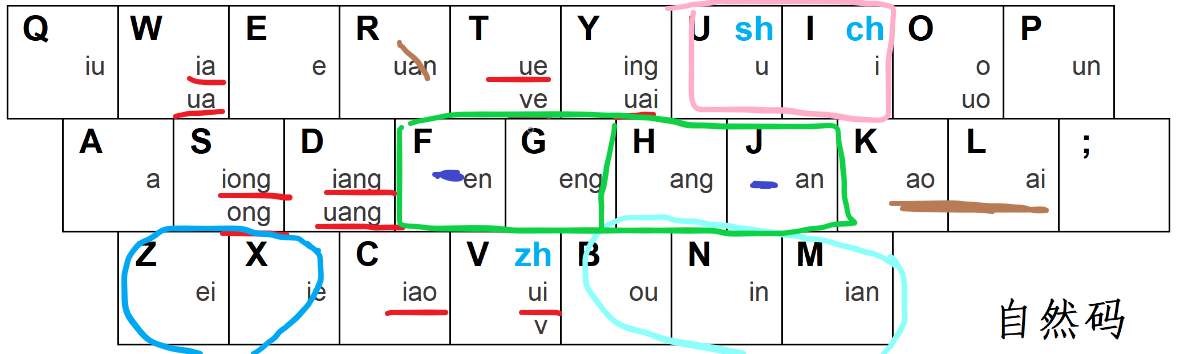 Q W E R T Y U sh I ch O P
iu ia e uan ue ing u i o un
ua ve uai uo
A S D F G H J K L ;
a iong iang en eng ang an ao ai
ong uang
Z X C V zh B N M
ei ie iao ui ou in ian
v
自然码